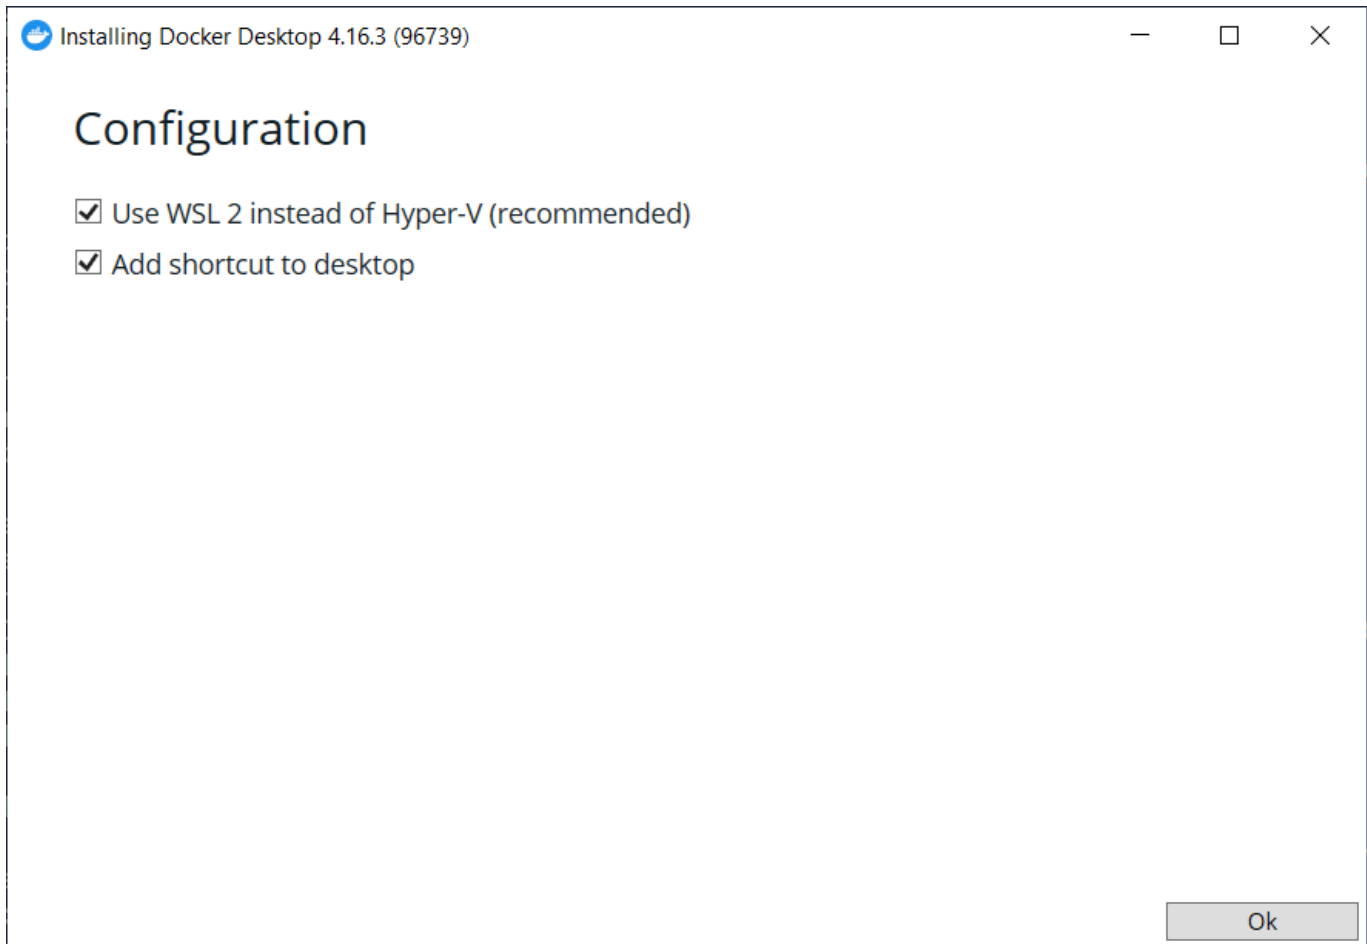 Installing Docker Desktop 4.16.3 (96739)
Configuration
Use WSL 2 instead of Hyper-V (recommended)
Add shortcut to desktop
Ok